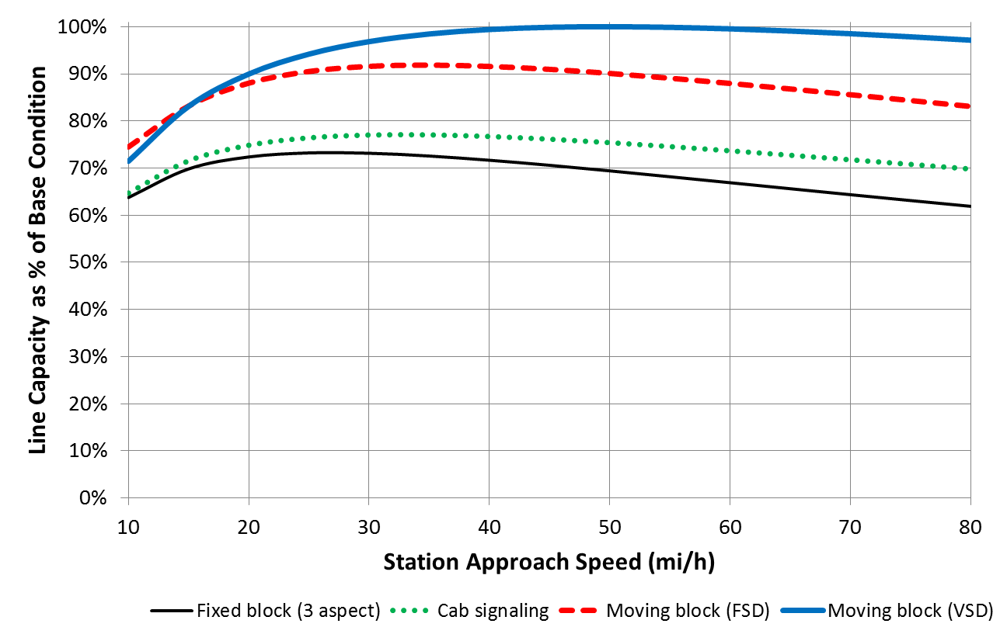 Line Capacity as % of Base Condition
100%
90%
80%
70%
60%
50%
40%
30%
20%
10%
0%
10 20 30 40 50 60 70 80
Station Approach Speed (mi/h)
Fixed block (3 aspect) Cab signaling Moving block (FSD) Moving block (VSD)